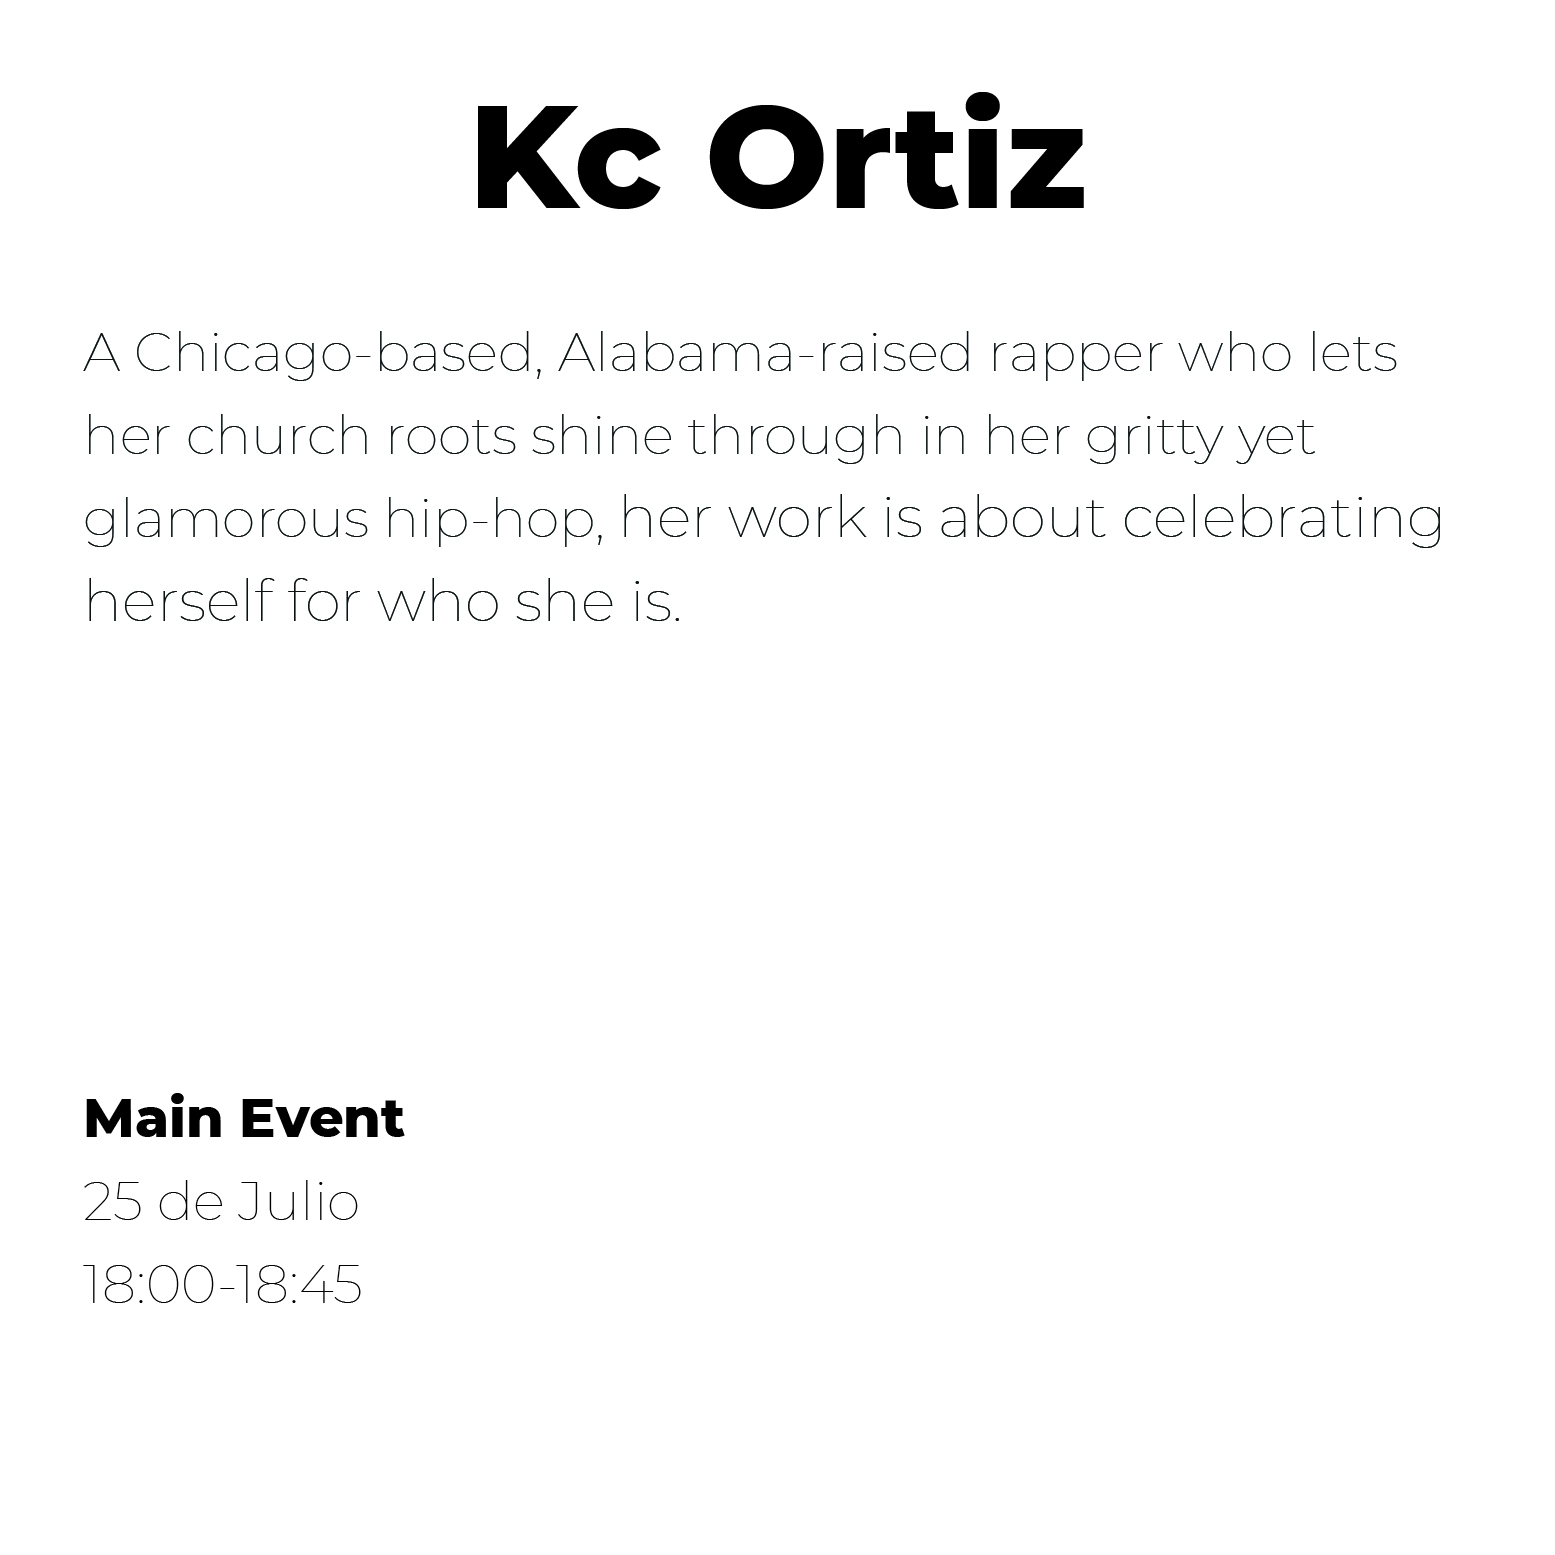 Kc Ortiz
A Chicago-based, Alabama-raised rapper who lets
her church roots shine through in her gritty yet
glamorous hip-hop, her work is about celebrating
herself for who she is.
Main Event
25 de Julio
18:00-18:45